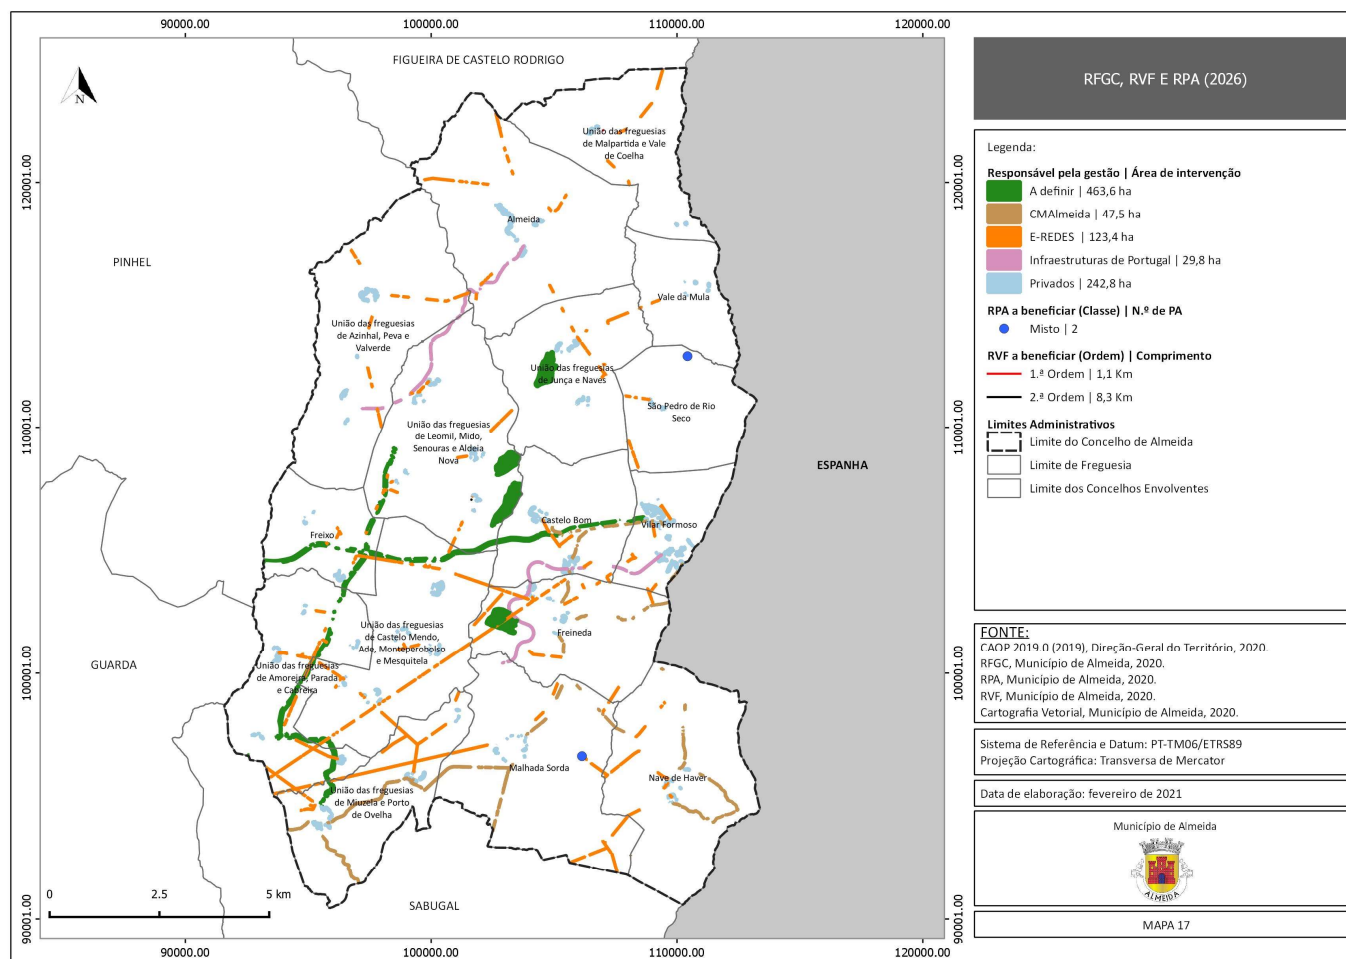 90000.00
100000.00
110000.00
120000.00
FIGUEIRA DE CASTELO RODRIGO
N
120001.00
110001.00
100001.00
90001.00
120001.00
110001.00
100001.00
90001.00
União das freguesias
de Malpartida e Vale
de Coelha
Almeida
PINHEL
Vale da Mula
União das freguesias
de Azinhal, Peva e
Valverde
União das freguesias
de Junça e Naves
São Pedro de Rio
Seco
União das freguesias
de Leomil, Mido,
Senouras e Aldeia
Nova
ESPANHA
Castelo Bom
Vilar Formoso
Freixo
União das freguesias
de Castelo Mendo,
Ade, Monteperobolso
e Mesquitela
Freineda
GUARDA
União das freguesias
de Amoreira, Parada
e Cabreira
Malhada Sorda
Nave de Haver
União das freguesias
de Miuzela e Porto
de Ovelha
SABUGAL
0
2.5
5 km
90000.00
100000.00
110000.00
120000.00
RFGC, RVF E RPA (2026)
Legenda:
Responsável pela gestão | Área de intervenção
A definir | 463,6 ha
CMAlmeida | 47,5 ha
E-REDES | 123,4 ha
Infraestruturas de Portugal | 29,8 ha
Privados | 242,8 ha
RPA a beneficiar (Classe) | N.º de PA
Misto | 2
RVF a beneficiar (Ordem) | Comprimento
1.ª Ordem | 1,1 Km
2.ª Ordem | 8,3 Km
Limites Administrativos
Limite do Concelho de Almeida
Limite de Freguesia
Limite dos Concelhos Envolventes
FONTE:
CAOP 2019.0 (2019), Direção-Geral do Território, 2020.
RFGC, Município de Almeida, 2020.
RPA, Município de Almeida, 2020.
RVF, Município de Almeida, 2020.
Cartografia Vetorial, Município de Almeida, 2020.
Sistema de Referência e Datum: PT-TM06/ETRS89
Projeção Cartográfica: Transversa de Mercator
Data de elaboração: fevereiro de 2021
Município de Almeida
ALMEIDA
MAPA 17